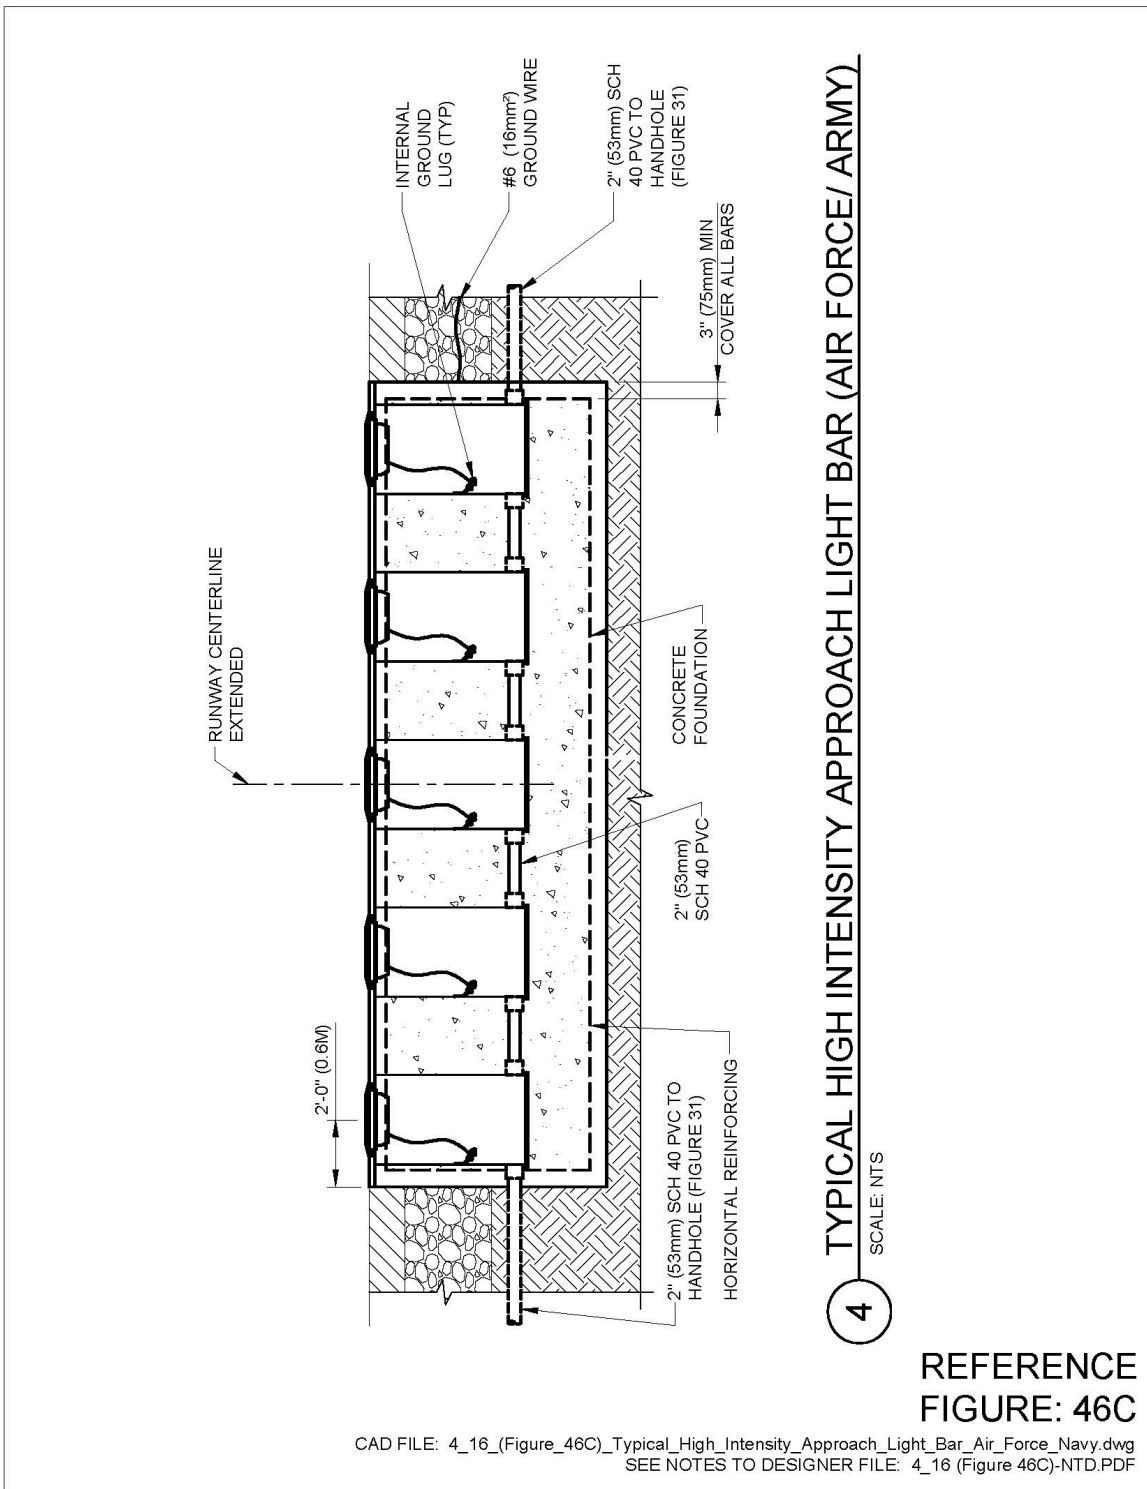 RUNWAY CENTERLINE
EXTENDED
INTERNAL
GROUND
LUG (TYP)
#6 (16mm²)
GROUND WIRE
2" (53mm) SCH
40 PVC TO
HANDHOLE
(FIGURE 31)
3" (75mm) MIN
COVER ALL BARS
2'-0" (0.6M)
CONCRETE
FOUNDATION
2" (53mm)
SCH 40 PVC
2" (53mm) SCH 40 PVC TO
HANDHOLE (FIGURE 31)
HORIZONTAL REINFORCING
4
TYPICAL HIGH INTENSITY APPROACH LIGHT BAR (AIR FORCE/ ARMY)
SCALE: NTS
REFERENCE
FIGURE: 46C
CAD FILE: 4_16_(Figure_46C)_Typical_High_Intensity_Approach_Light_Bar_Air_Force_Navy.dwg
SEE NOTES TO DESIGNER FILE: 4_16 (Figure 46C)-NTD.PDF